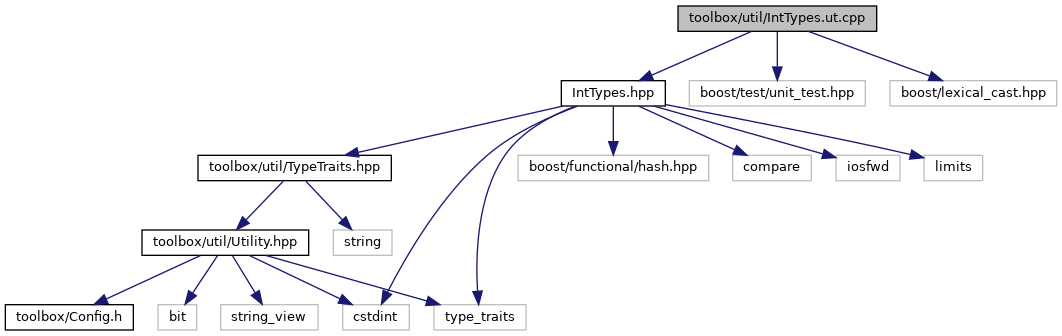 toolbox/util/IntTypes.ut.cpp
IntTypes.hpp
boost/test/unit_test.hpp
boost/lexical_cast.hpp
toolbox/util/TypeTraits.hpp
boost/functional/hash.hpp
compare
iosfwd
limits
toolbox/util/Utility.hpp
string
toolbox/Config.h
bit
string_view
cstdint
type_traits